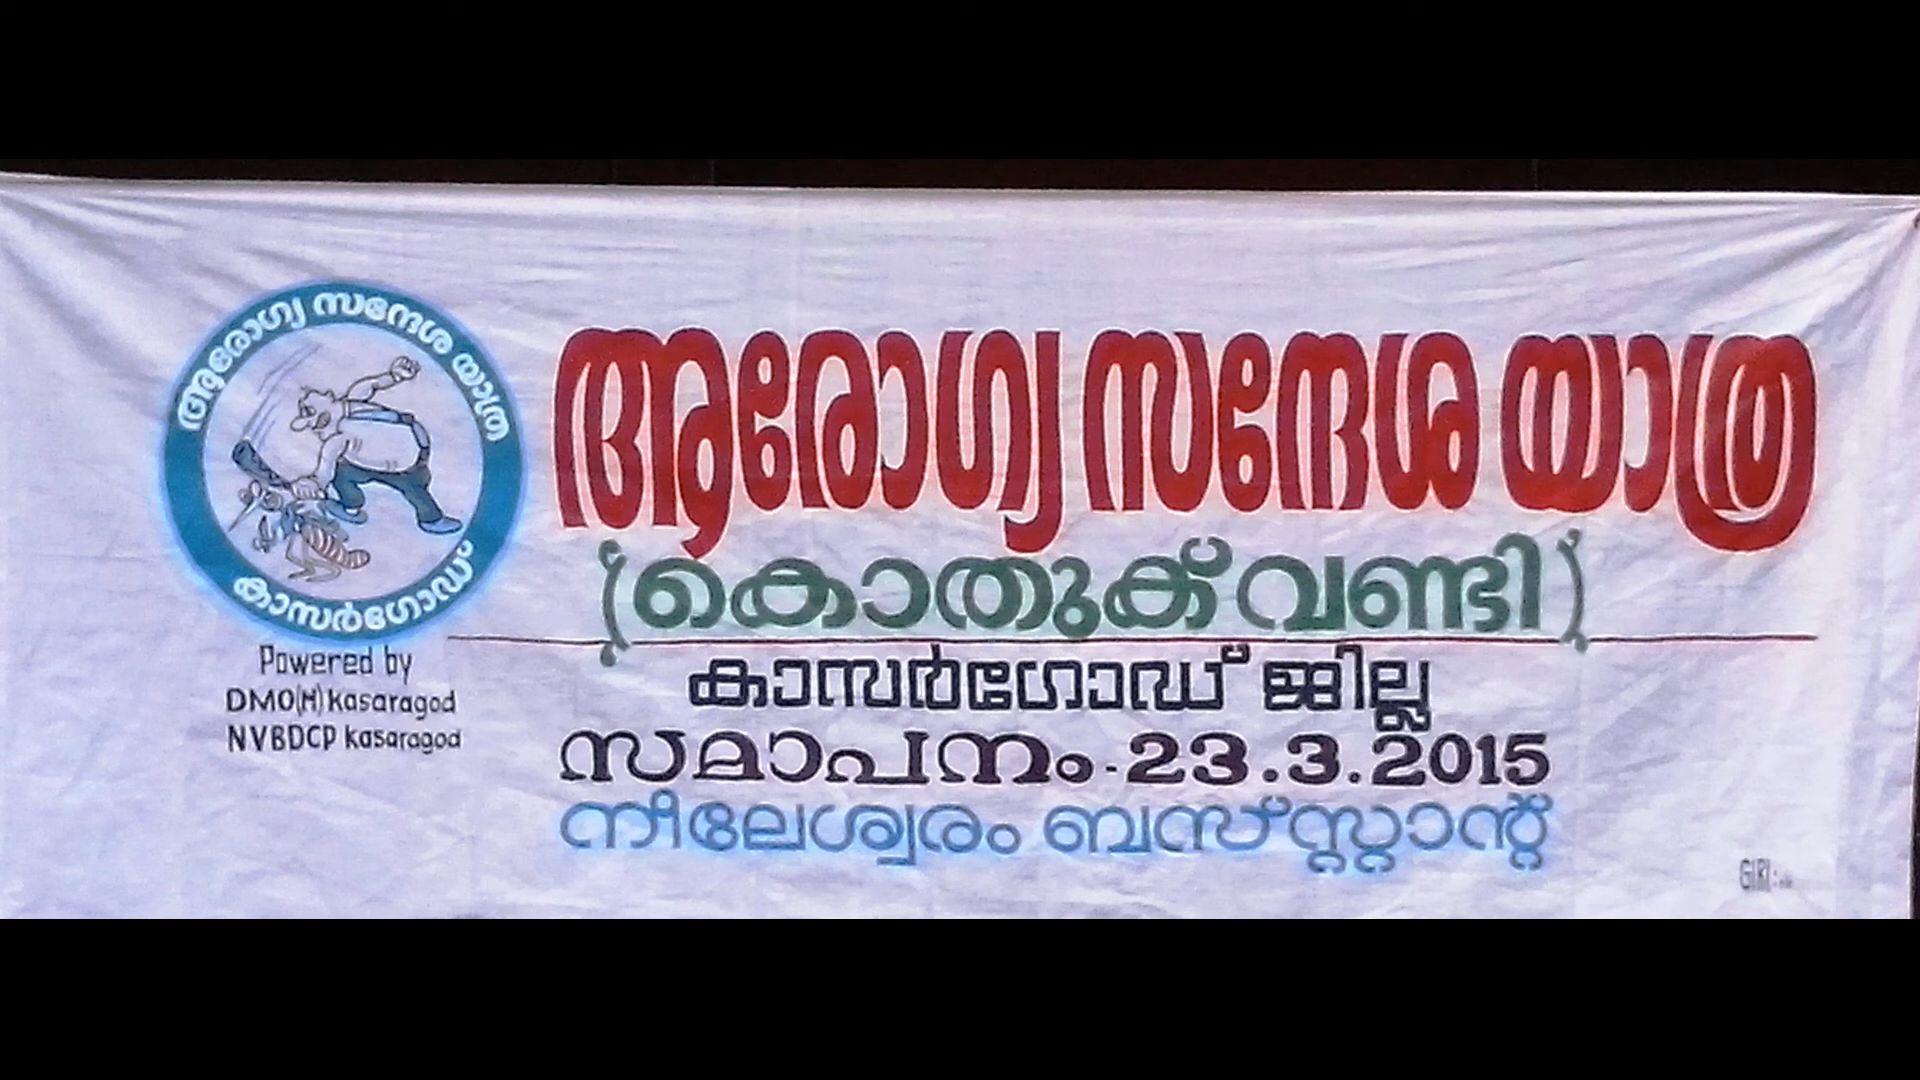 ആരോഗ്യ സന്ദേശ യാത്ര
കാസർഗോഡ്
Powered by
DMO(H) kasaragod
NVBDCP kasaragod
ആരോഗ്യ സന്ദേശ യാത്ര
(കൊതുക് വണ്ടി)
കാസർഗോഡ് ജില്ല
സമാപനം - 23.3.2015
നീലേശ്വരം ബസ്സ്റ്റാന്റ്
GIRI